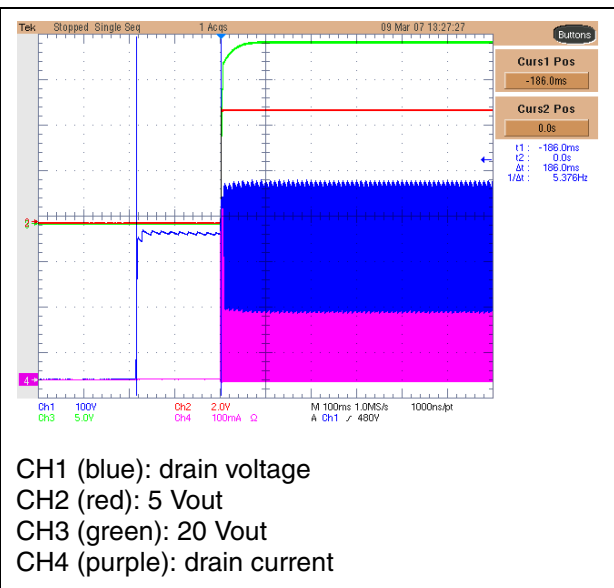 Tek Stopped Single Seq 1 Acqs 09 Mar 07 13:27:27
Buttons
Curs1 Pos
-186.0ms
Curs2 Pos
0.0s
t1 : -186.0ms
t2 : 0.0s
Δt : 186.0ms
1/Δt : 5.376Hz
2
4
Ch1 100V Ch2 2.0V M 100ms 1.0MS/s 1000ns/pt
Ch3 5.0V Ch4 100mA Ω A Ch1 ⁄ 480V
CH1 (blue): drain voltage
CH2 (red): 5 Vout
CH3 (green): 20 Vout
CH4 (purple): drain current